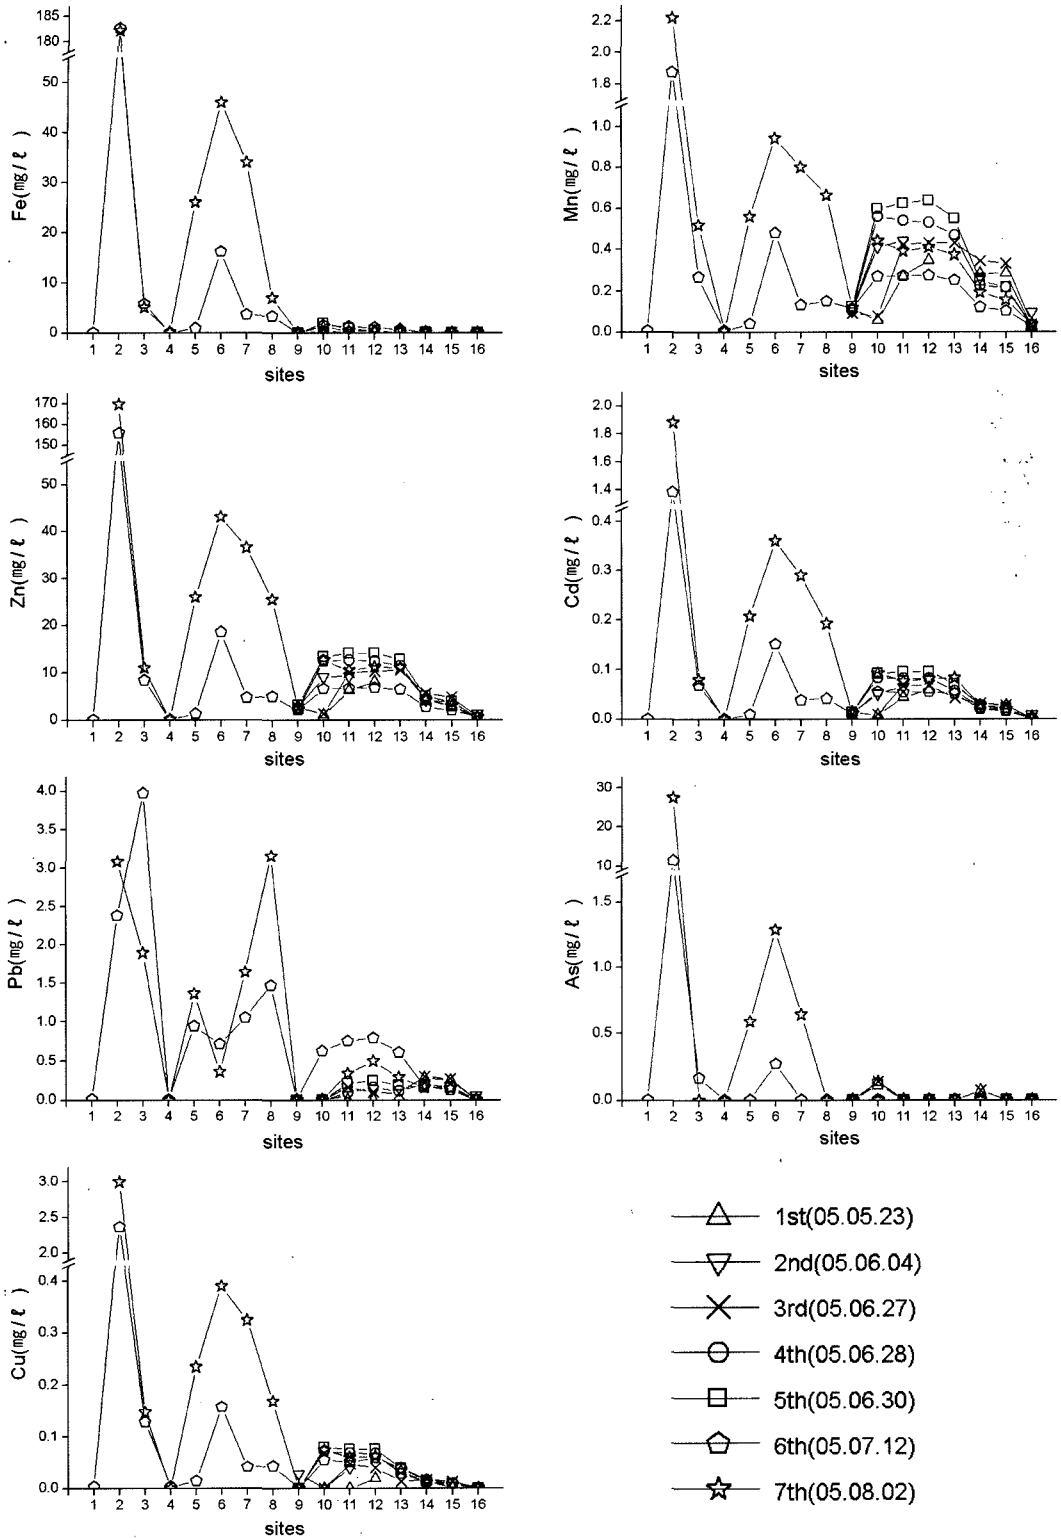 185
180
50
40
30
20
10
0
Fe(㎎/ℓ)
1 2 3 4 5 6 7 8 9 10 11 12 13 14 15 16
sites
2.2
2.0
1.8
1.0
0.8
0.6
0.4
0.2
0.0
Mn(㎎/ℓ)
1 2 3 4 5 6 7 8 9 10 11 12 13 14 15 16
sites
170
160
150
50
40
30
20
10
0
Zn(㎎/ℓ)
1 2 3 4 5 6 7 8 9 10 11 12 13 14 15 16
sites
2.0
1.8
1.6
1.4
0.4
0.3
0.2
0.1
0.0
Cd(㎎/ℓ)
1 2 3 4 5 6 7 8 9 10 11 12 13 14 15 16
sites
4.0
3.5
3.0
2.5
2.0
1.5
1.0
0.5
0.0
Pb(㎎/ℓ)
1 2 3 4 5 6 7 8 9 10 11 12 13 14 15 16
sites
30
20
10
1.5
1.0
0.5
0.0
As(㎎/ℓ)
1 2 3 4 5 6 7 8 9 10 11 12 13 14 15 16
sites
3.0
2.5
2.0
0.4
0.3
0.2
0.1
0.0
Cu(㎎/ℓ)
1 2 3 4 5 6 7 8 9 10 11 12 13 14 15 16
sites
1st(05.05.23)
2nd(05.06.04)
3rd(05.06.27)
4th(05.06.28)
5th(05.06.30)
6th(05.07.12)
7th(05.08.02)